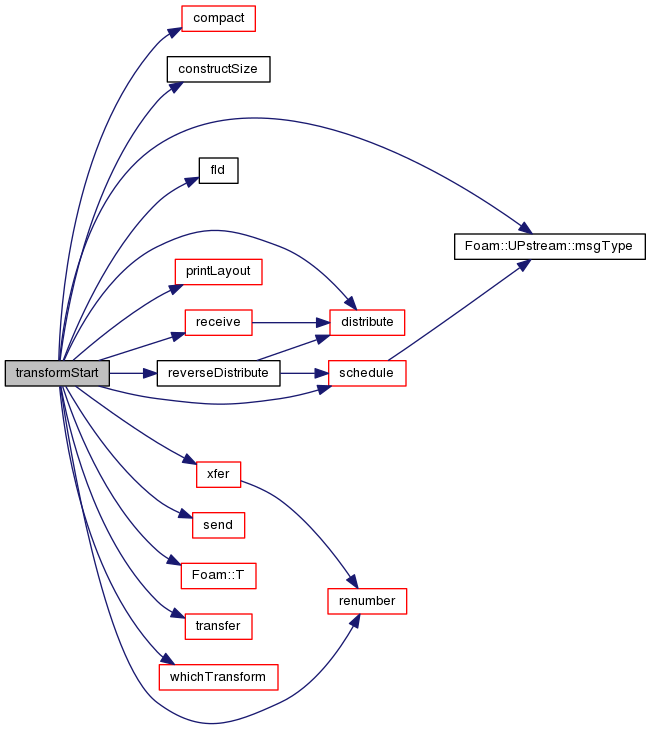 compact
constructSize
fld
Foam::UPstream::msgType
printLayout
receive
distribute
transformStart
reverseDistribute
schedule
xfer
send
Foam::T
renumber
transfer
whichTransform